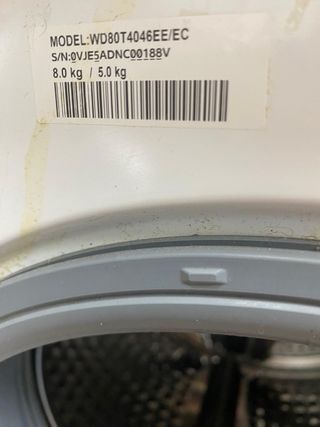 MODEL:WD80T4046EE/EC
S/N:0VJE5ADNC00188V
8.0 kg / 5.0 kg